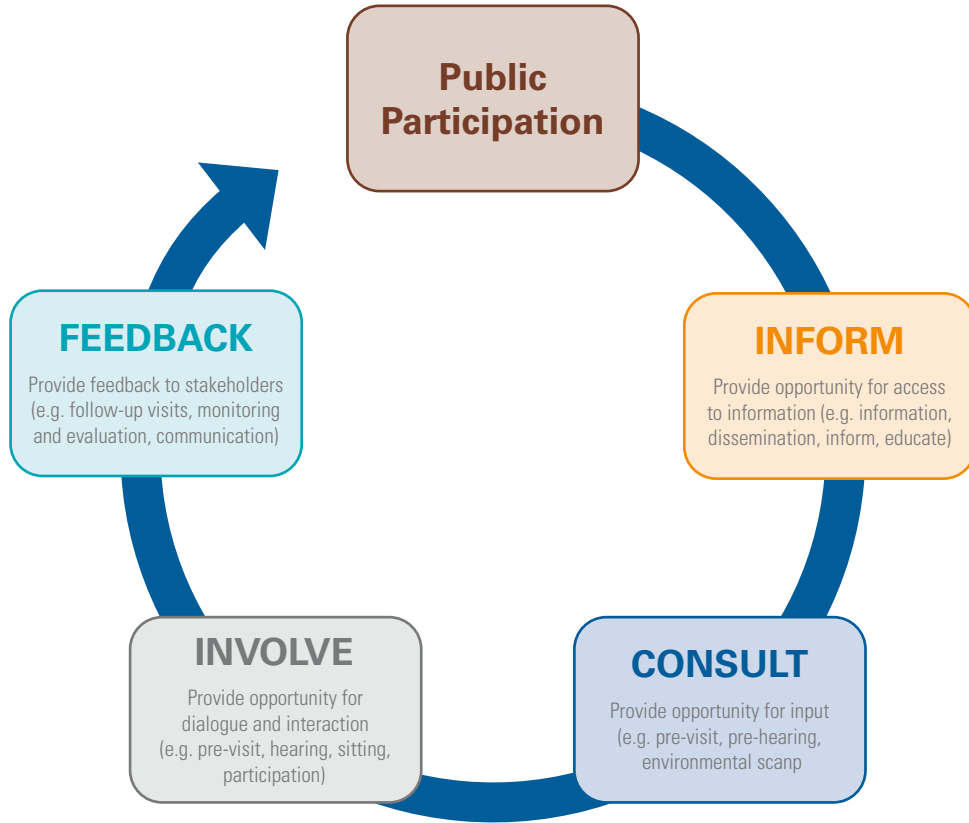 Public
Participation
INFORM
Provide opportunity for access
to information (e.g. information,
dissemination, inform, educate)
CONSULT
Provide opportunity for input
(e.g. pre-visit, pre-hearing,
environmental scanp
INVOLVE
Provide opportunity for
dialogue and interaction
(e.g. pre-visit, hearing, sitting,
participation)
FEEDBACK
Provide feedback to stakeholders
(e.g. follow-up visits, monitoring
and evaluation, communication)